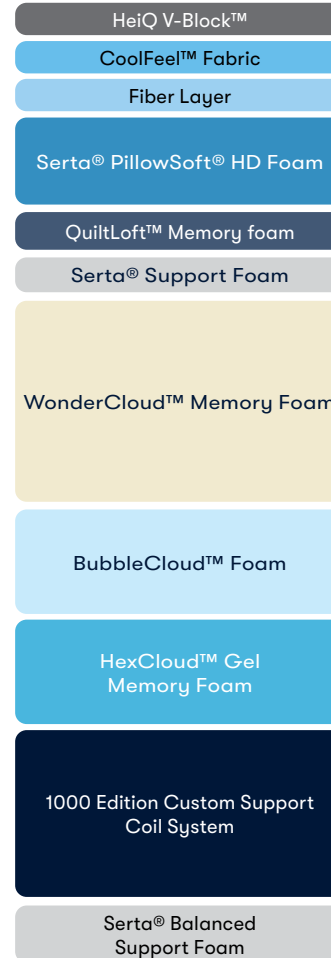 HeiQ V-Block™
CoolFeel™ Fabric
Fiber Layer
Serta® PillowSoft® HD Foam
QuiltLoft™ Memory foam
Serta® Support Foam
WonderCloud™ Memory Foam
BubbleCloud™ Foam
HexCloud™ Gel
Memory Foam
1000 Edition Custom Support
Coil System
Serta® Balanced
Support Foam